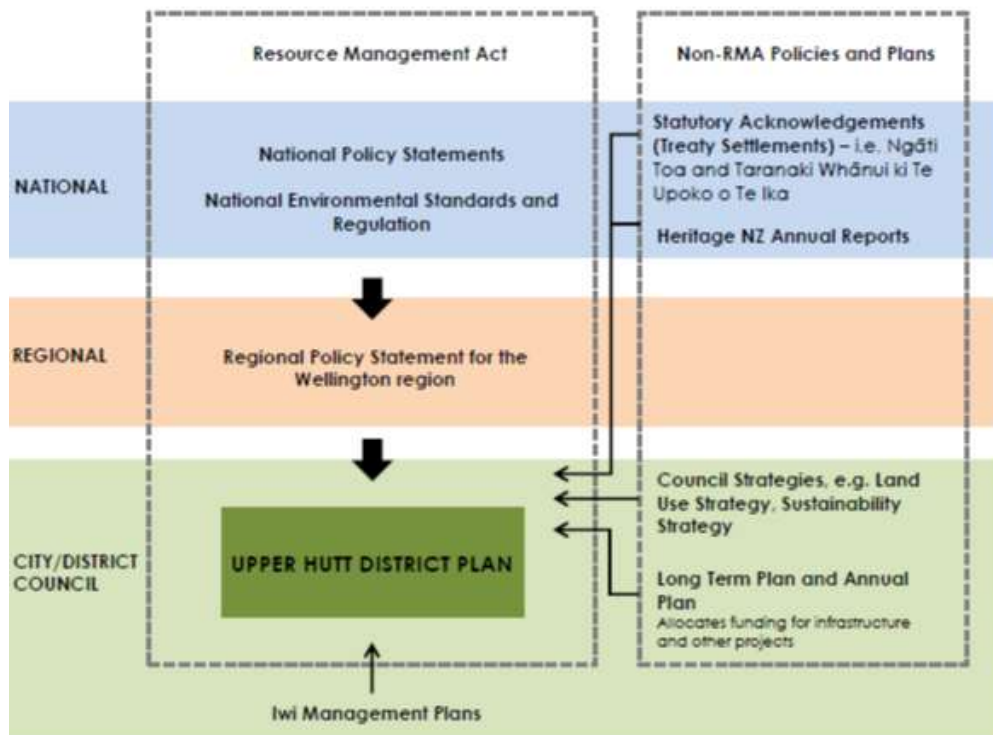 Resource Management Act
Non-RMA Policies and Plans
NATIONAL
National Policy Statements
National Environmental Standards and
Regulation
Statutory Acknowledgements
(Treaty Settlements) – i.e. Ngāti
Toa and Taranaki Whānui ki Te
Upoko o Te Ika
Heritage NZ Annual Reports
REGIONAL
Regional Policy Statement for the
Wellington region
CITY/DISTRICT
COUNCIL
UPPER HUTT DISTRICT PLAN
Council Strategies, e.g. Land
Use Strategy, Sustainability
Strategy
Long Term Plan and Annual
Plan
Allocates funding for infrastructure
and other projects
Iwi Management Plans